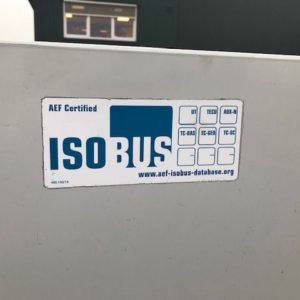 AEF Certified
UT TECU AUX-N
TC-BAS TC-GEO TC-SC
ISOBUS
www.aef-isobus-database.org